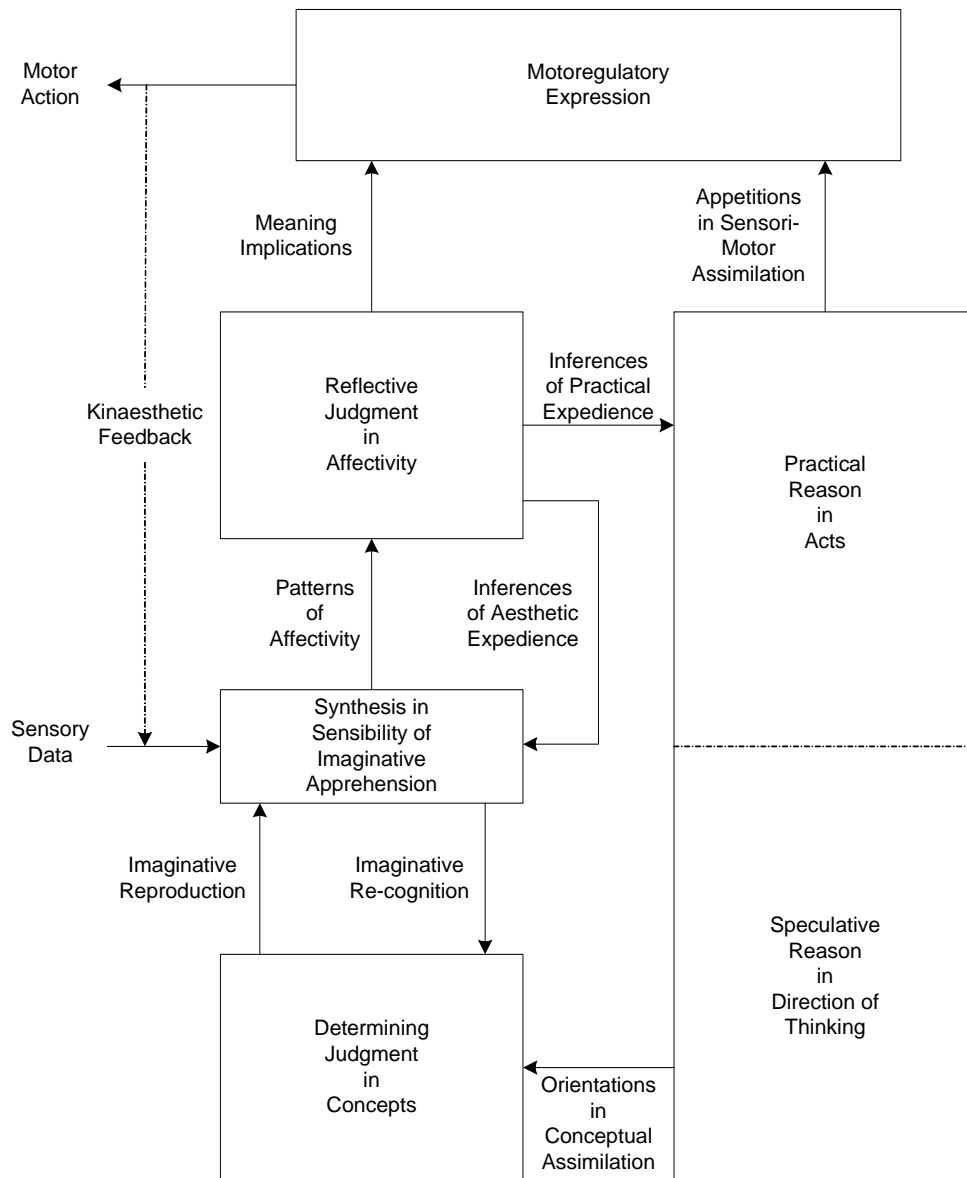 Motor
Action
Motoregulatory
Expression
Meaning
Implications
Appetitions
in Sensori-
Motor
Assimilation
Kinaesthetic
Feedback
Reflective
Judgment
in
Affectivity
Inferences
of Practical
Expedience
Practical
Reason
in
Acts
Patterns
of
Affectivity
Inferences
of Aesthetic
Expedience
Sensory
Data
Synthesis in
Sensibility of
Imaginative
Apprehension
Imaginative
Reproduction
Imaginative
Re-cognition
Speculative
Reason
in
Direction of
Thinking
Determining
Judgment
in
Concepts
Orientations
in
Conceptual
Assimilation